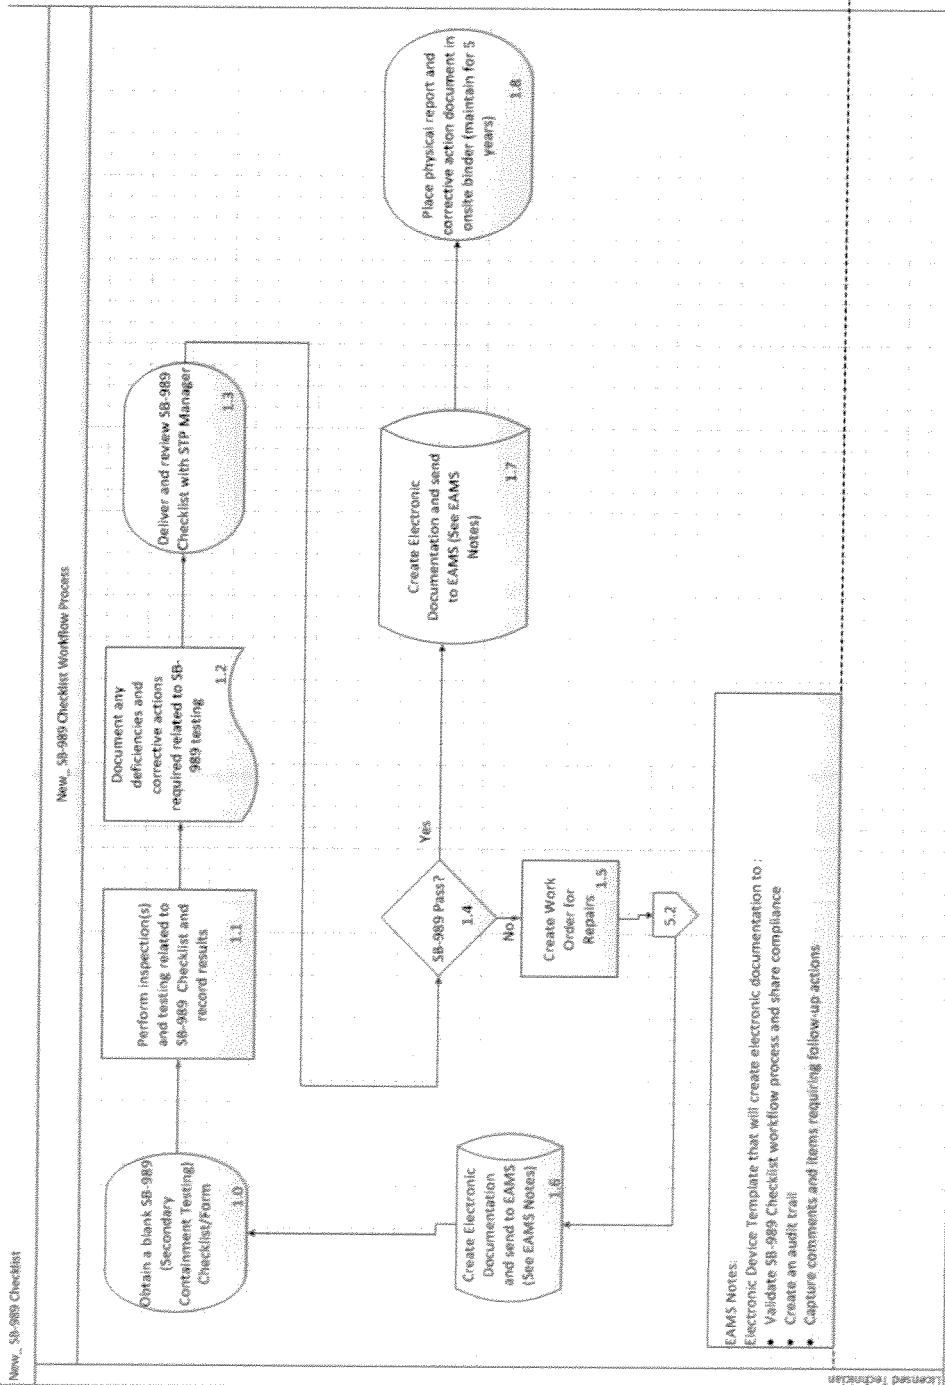 New_ SB-989 Checklist
New_ SB-989 Checklist Workflow Process
Licensed Technician
Obtain a blank SB-989
(Secondary
Containment Testing)
Checklist/Form
1.0
Perform inspection(s)
and testing related to
SB-989 Checklist and
record results
1.1
Document any
deficiencies and
corrective actions
required related to SB-
989 testing
1.2
Deliver and review SB-989
Checklist with STP Manager
1.3
SB-989 Pass?
1.4
Yes
No
Create Work
Order for
Repairs
1.5
5.2
Create Electronic
Documentation
and send to EAMS
(See EAMS Notes)
1.6
Create Electronic
Documentation and send
to EAMS (See EAMS
Notes)
1.7
Place physical report and
corrective action document in
onsite binder (maintain for 5
years)
1.8
EAMS Notes:
Electronic Device Template that will create electronic documentation to :
• Validate SB-989 Checklist workflow process and share compliance
• Create an audit trail
• Capture comments and items requiring follow-up actions